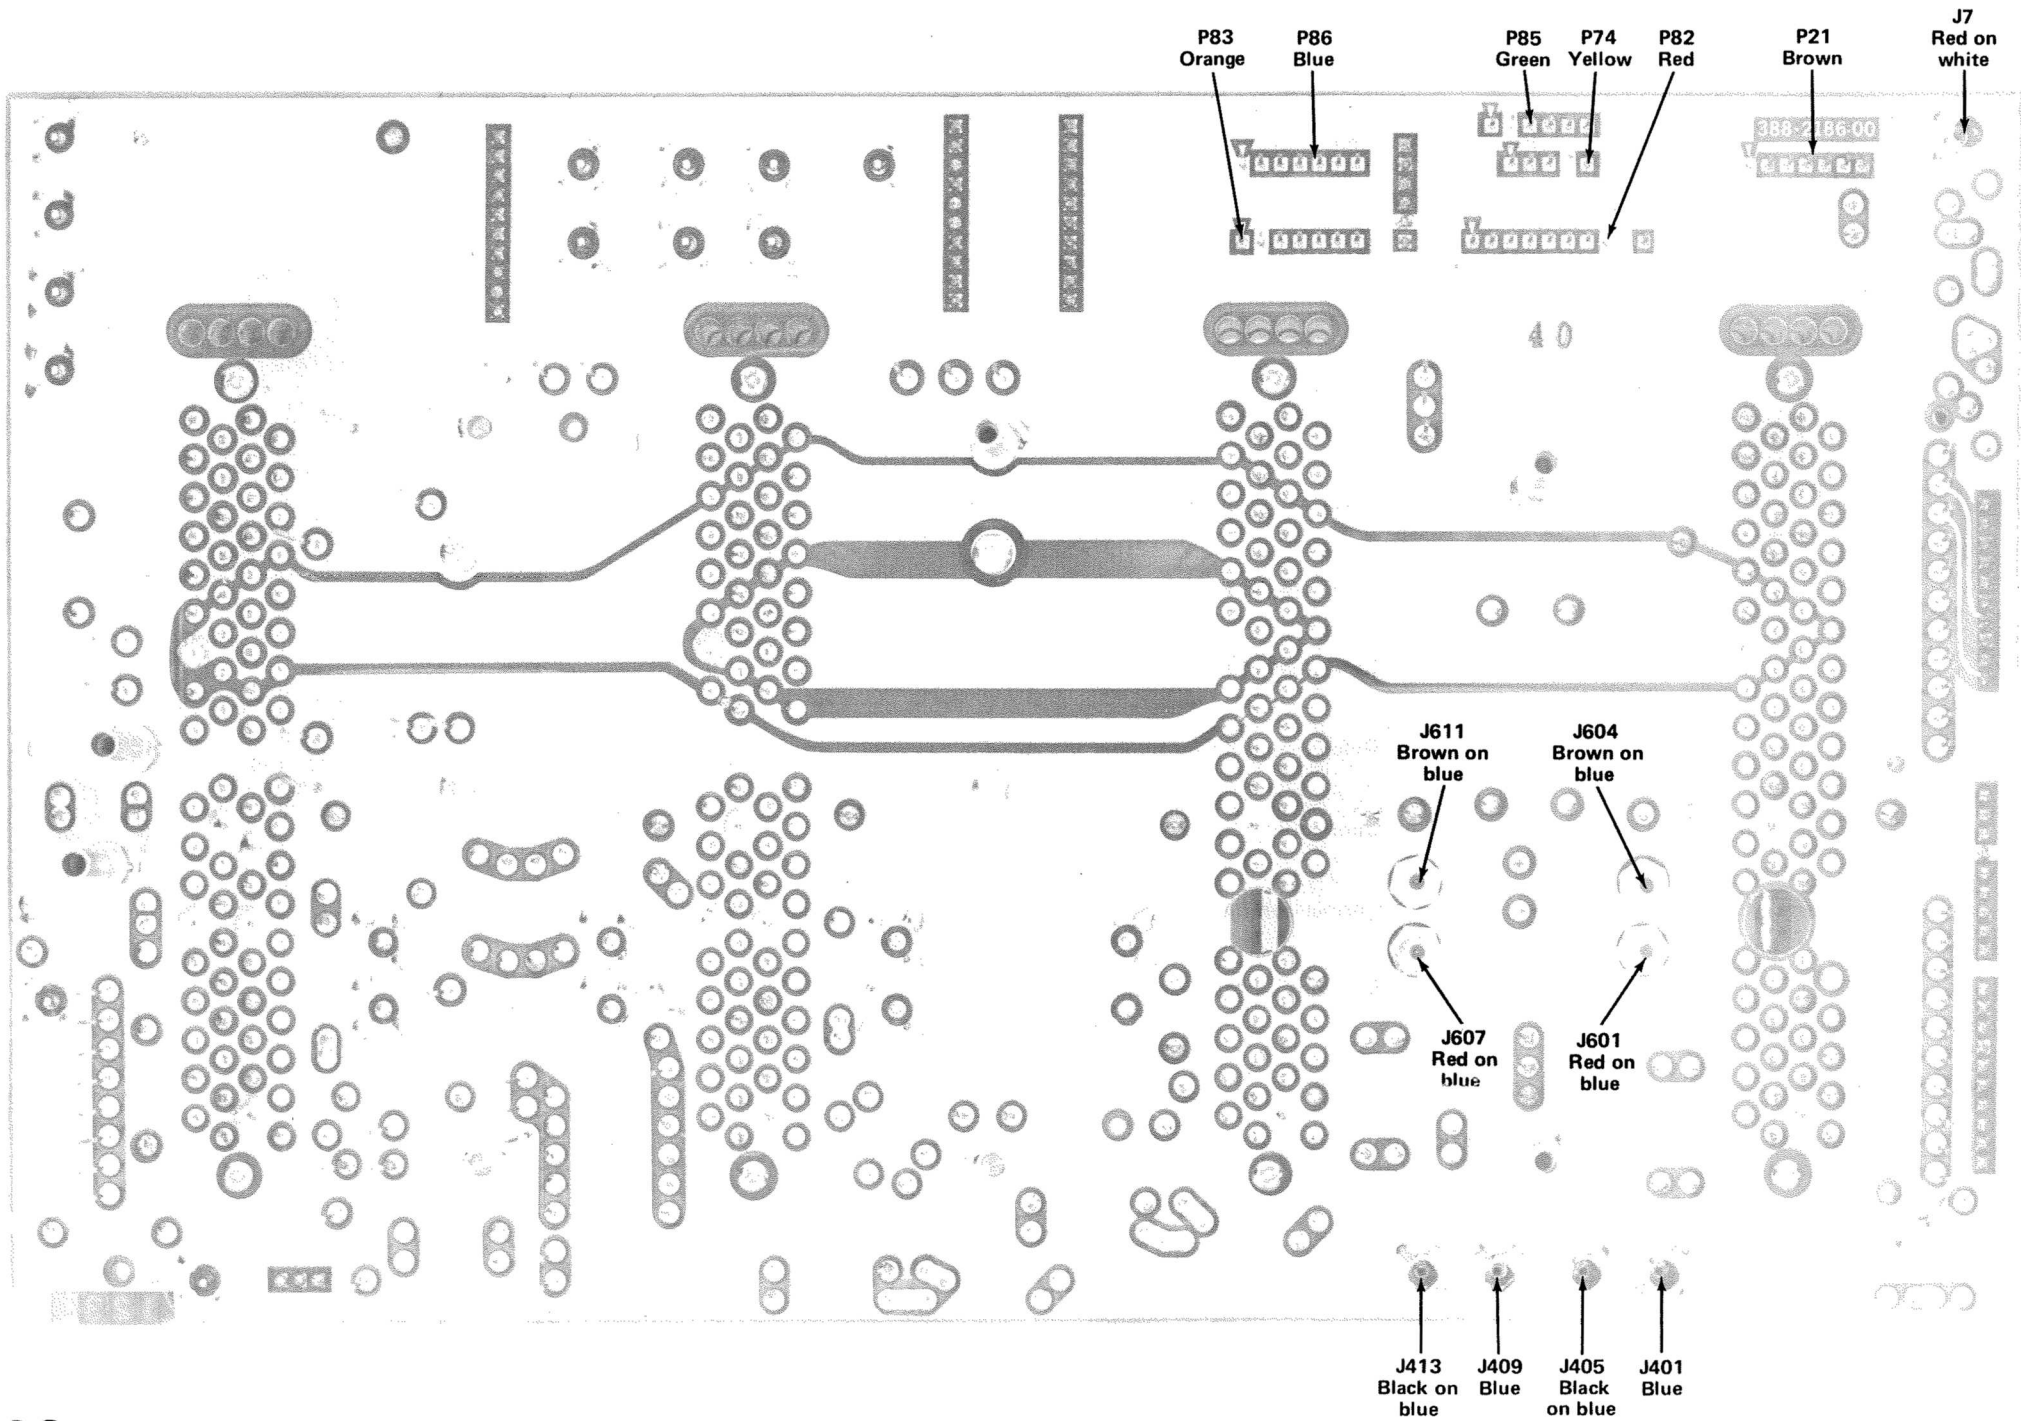 J7
Red on
white
P83
Orange
P86
Blue
P85
Green
P74
Yellow
P82
Red
P21
Brown
388-2786-00
40
J611
Brown on
blue
J604
Brown on
blue
J607
Red on
blue
J601
Red on
blue
J413
Black on
blue
J409
Blue
J405
Black
on blue
J401
Blue